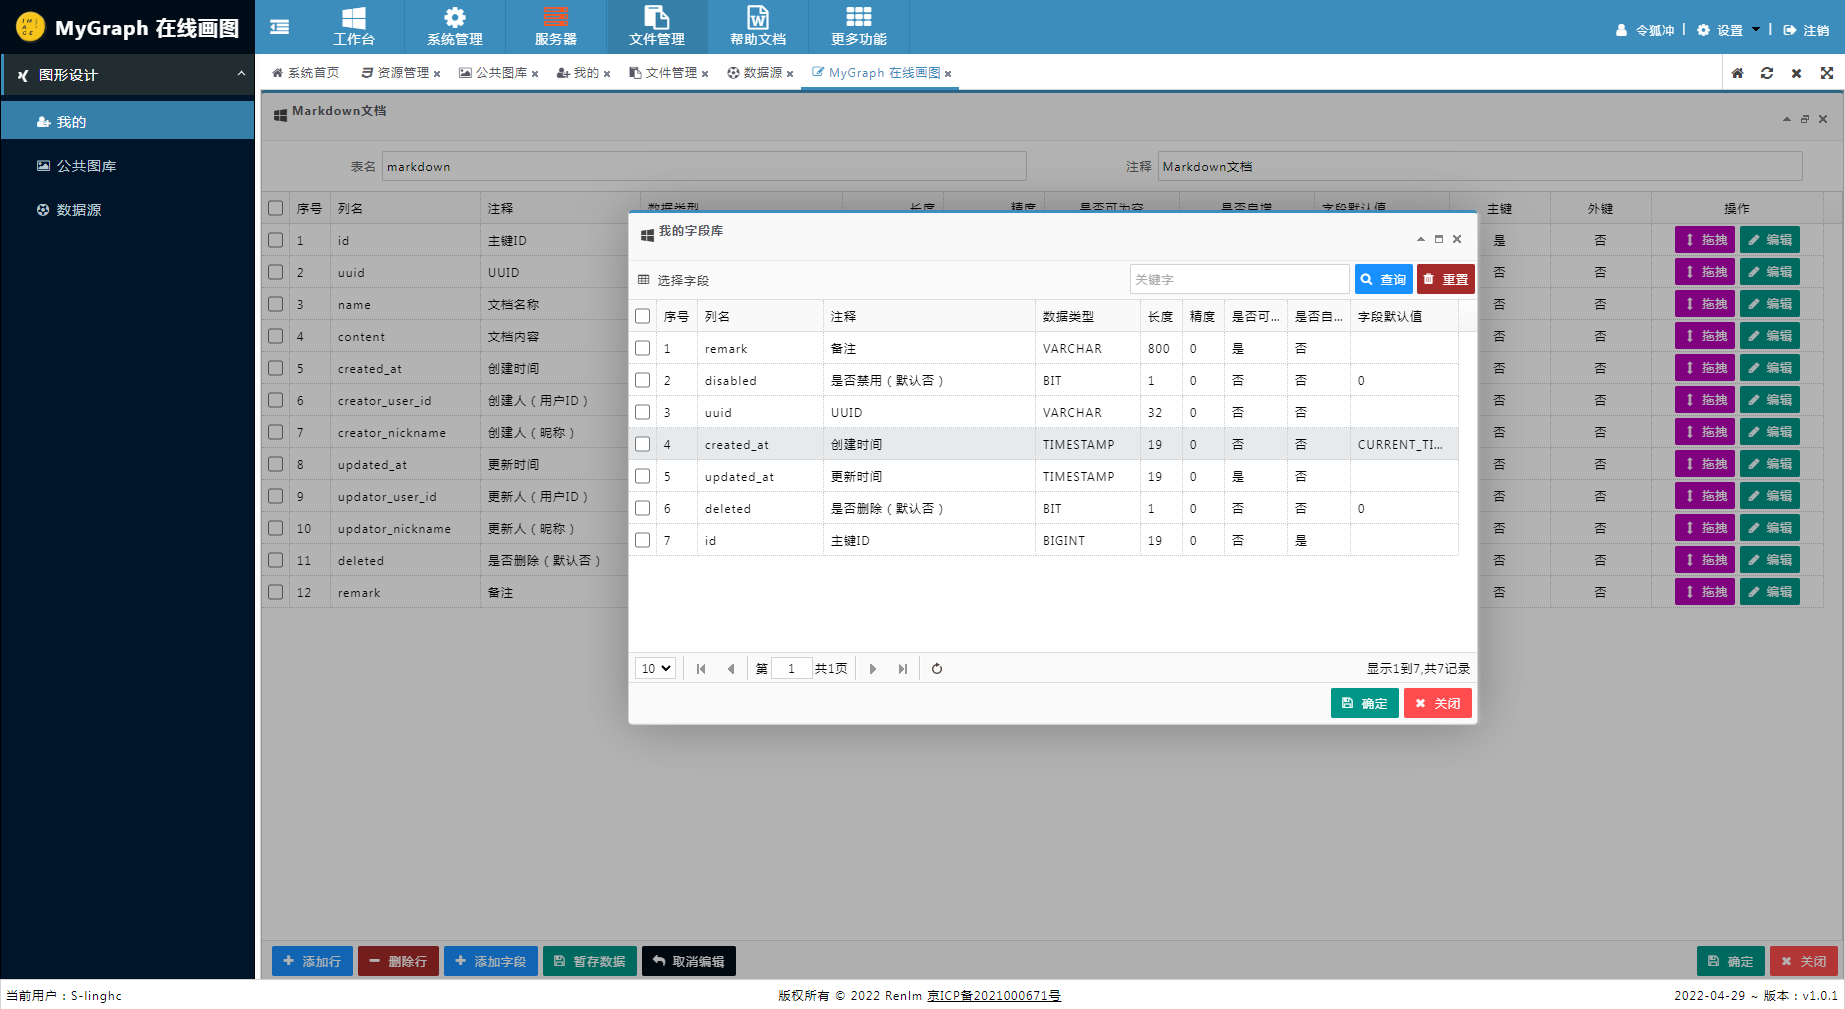 MyGraph 在线画图
工作台 系统管理 服务器 文件管理 帮助文档 更多功能 令狐冲 | 设置 | 注销
图形设计
我的
公共图库
数据源
系统首页 资源管理 公共图库 我的 文件管理 数据源 MyGraph 在线画图
Markdown文档
表名 markdown 注释 Markdown文档
序号 列名 注释 数据类型 长度 精度 是否可为空 是否自增 字段默认值 主键 外键 操作
1 id 主键ID 是 否 拖拽 编辑
2 uuid UUID 否 否 拖拽 编辑
3 name 文档名称 否 否 拖拽 编辑
4 content 文档内容 否 否 拖拽 编辑
5 created_at 创建时间 否 否 拖拽 编辑
6 creator_user_id 创建人（用户ID） 否 否 拖拽 编辑
7 creator_nickname 创建人（昵称） 否 否 拖拽 编辑
8 updated_at 更新时间 否 否 拖拽 编辑
9 updator_user_id 更新人（用户ID） 否 否 拖拽 编辑
10 updator_nickname 更新人（昵称） 否 否 拖拽 编辑
11 deleted 是否删除（默认否） 否 否 拖拽 编辑
12 remark 备注 否 否 拖拽 编辑
我的字段库
选择字段 关键字 查询 重置
序号 列名 注释 数据类型 长度 精度 是否可... 是否自... 字段默认值
1 remark 备注 VARCHAR 800 0 是 否
2 disabled 是否禁用（默认否） BIT 1 0 否 否 0
3 uuid UUID VARCHAR 32 0 否 否
4 created_at 创建时间 TIMESTAMP 19 0 否 否 CURRENT_TI...
5 updated_at 更新时间 TIMESTAMP 19 0 是 否
6 deleted 是否删除（默认否） BIT 1 0 否 否 0
7 id 主键ID BIGINT 19 0 否 是
10 第 1 共1页 显示1到7,共7记录
确定 关闭
添加行 删除行 添加字段 暂存数据 取消编辑 确定 关闭
当前用户：S-linghc 版权所有 © 2022 Renlm 京ICP备2021000671号 2022-04-29 ~ 版本：v1.0.1